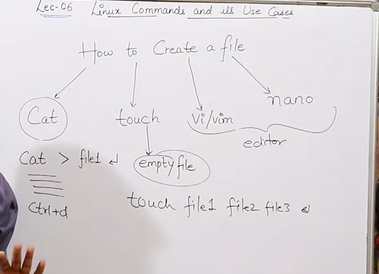 Lec-06 Linux Commands and its Use Cases
How to Create a file
Cat touch vi/vim nano
editor
Cat > file1 ↲ empty file
Ctrl+d touch file1 file2 file3 ↲